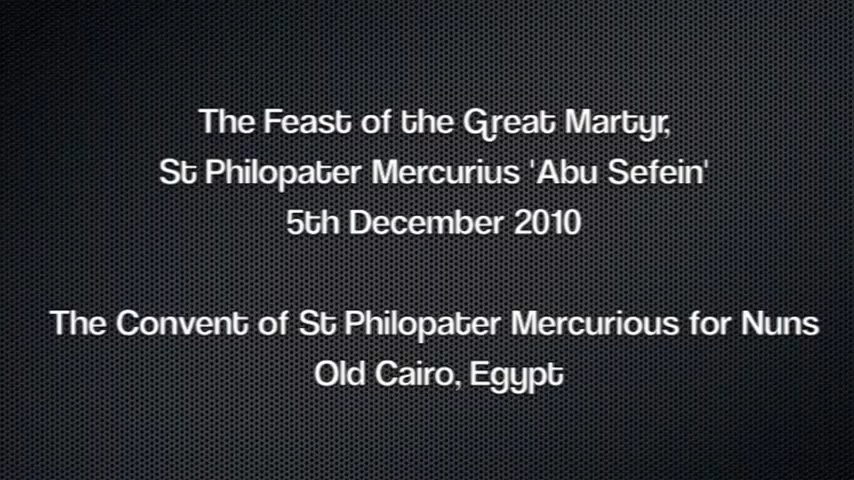 The Feast of the Great Martyr,
St Philopater Mercurius 'Abu Sefein'
5th December 2010
The Convent of St Philopater Mercurious for Nuns
Old Cairo, Egypt